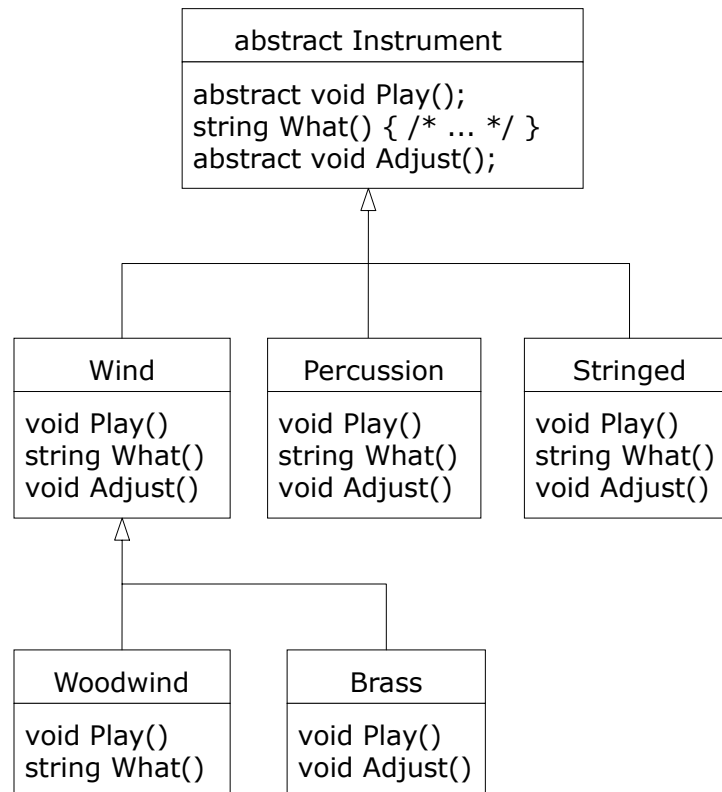 abstract Instrument
abstract void Play();
string What() { /* ... */ }
abstract void Adjust();
Wind
void Play()
string What()
void Adjust()
Percussion
void Play()
string What()
void Adjust()
Stringed
void Play()
string What()
void Adjust()
Woodwind
void Play()
string What()
Brass
void Play()
void Adjust()